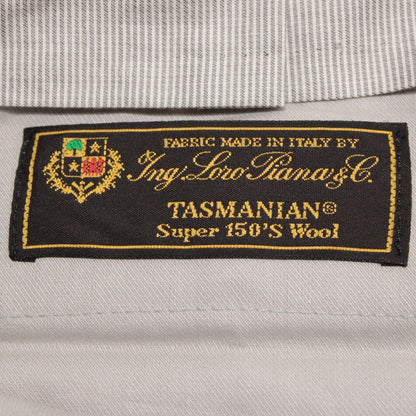 FABRIC MADE IN ITALY BY
Ing. Loro Piana & C.
TASMANIAN®
Super 150'S Wool